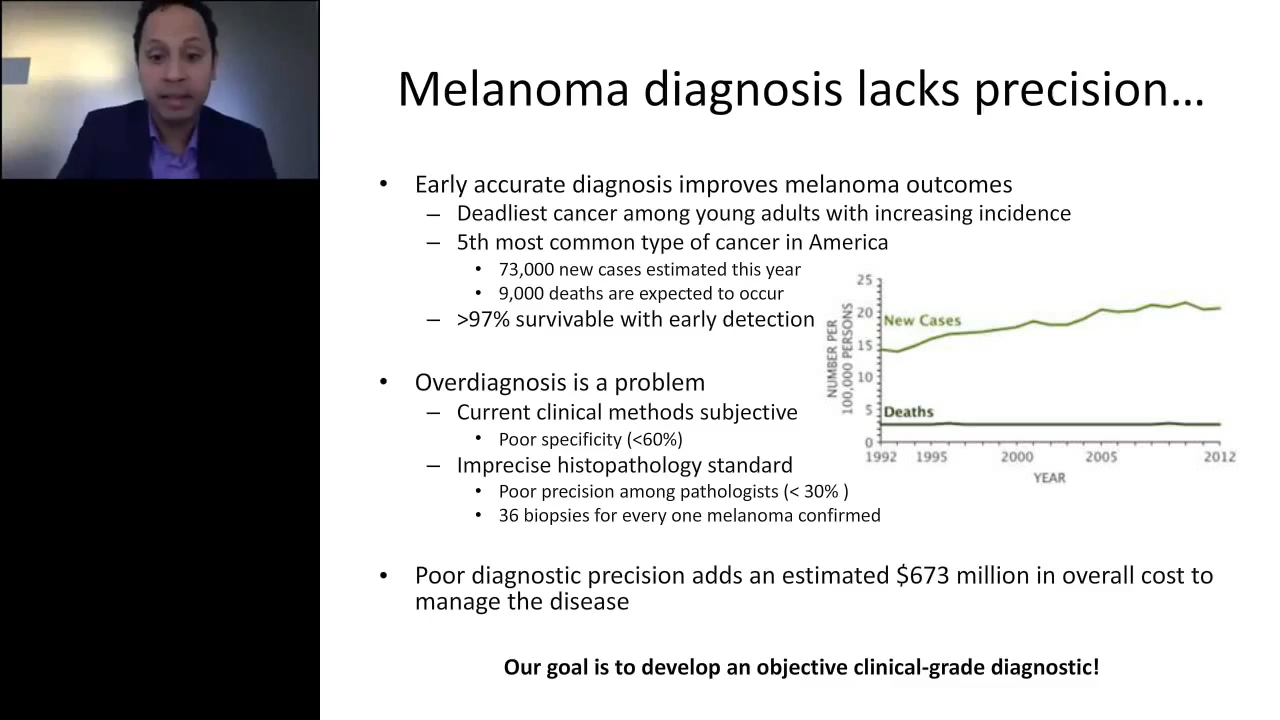 Melanoma diagnosis lacks precision…
• Early accurate diagnosis improves melanoma outcomes
– Deadliest cancer among young adults with increasing incidence
– 5th most common type of cancer in America
• 73,000 new cases estimated this year
• 9,000 deaths are expected to occur
– >97% survivable with early detection
• Overdiagnosis is a problem
– Current clinical methods subjective
• Poor specificity (<60%)
– Imprecise histopathology standard
• Poor precision among pathologists (< 30% )
• 36 biopsies for every one melanoma confirmed
NUMBER PER
100,000 PERSONS
25
20
15
10
5
0
New Cases
Deaths
1992 1995 2000 2005 2012
YEAR
• Poor diagnostic precision adds an estimated $673 million in overall cost to
manage the disease
Our goal is to develop an objective clinical-grade diagnostic!